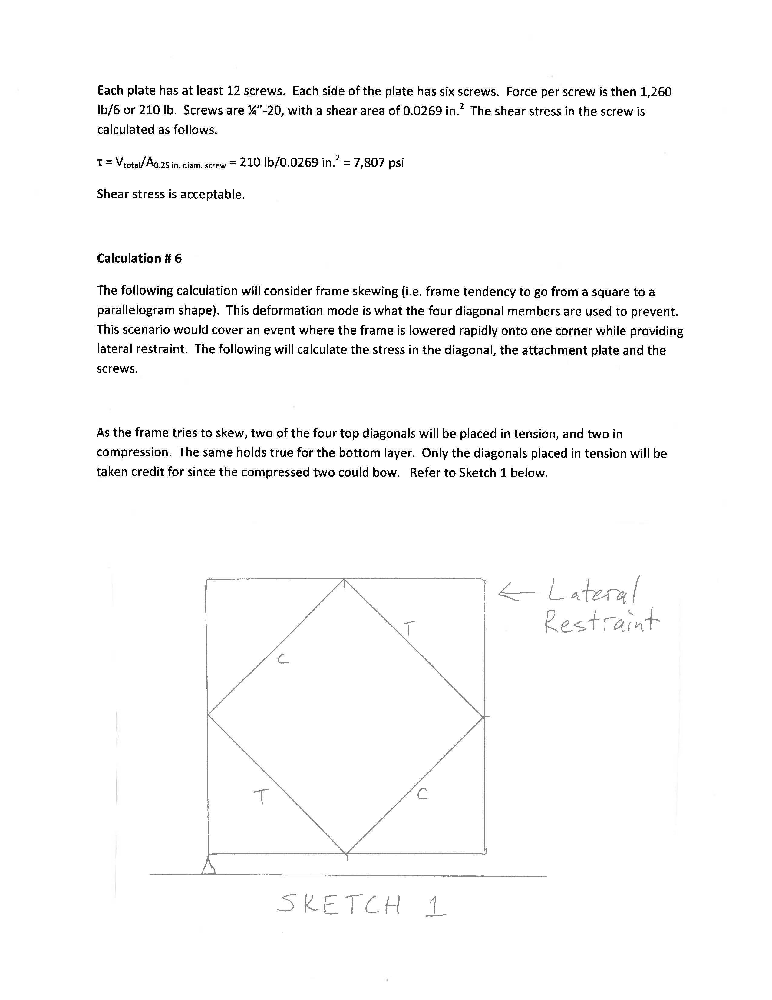 Each plate has at least 12 screws.  Each side of the plate has six screws.  Force per screw is then 1,260
lb/6 or 210 lb.  Screws are ¼”-20, with a shear area of 0.0269 in.²  The shear stress in the screw is
calculated as follows.
τ = Vtotal/A0.25 in. diam. screw = 210 lb/0.0269 in.² = 7,807 psi
Shear stress is acceptable.
Calculation # 6
The following calculation will consider frame skewing (i.e. frame tendency to go from a square to a
parallelogram shape).  This deformation mode is what the four diagonal members are used to prevent.
This scenario would cover an event where the frame is lowered rapidly onto one corner while providing
lateral restraint.  The following will calculate the stress in the diagonal, the attachment plate and the
screws.
As the frame tries to skew, two of the four top diagonals will be placed in tension, and two in
compression.  The same holds true for the bottom layer.  Only the diagonals placed in tension will be
taken credit for since the compressed two could bow.   Refer to Sketch 1 below.
← Lateral
Restraint
T
C
T
C
SKETCH 1